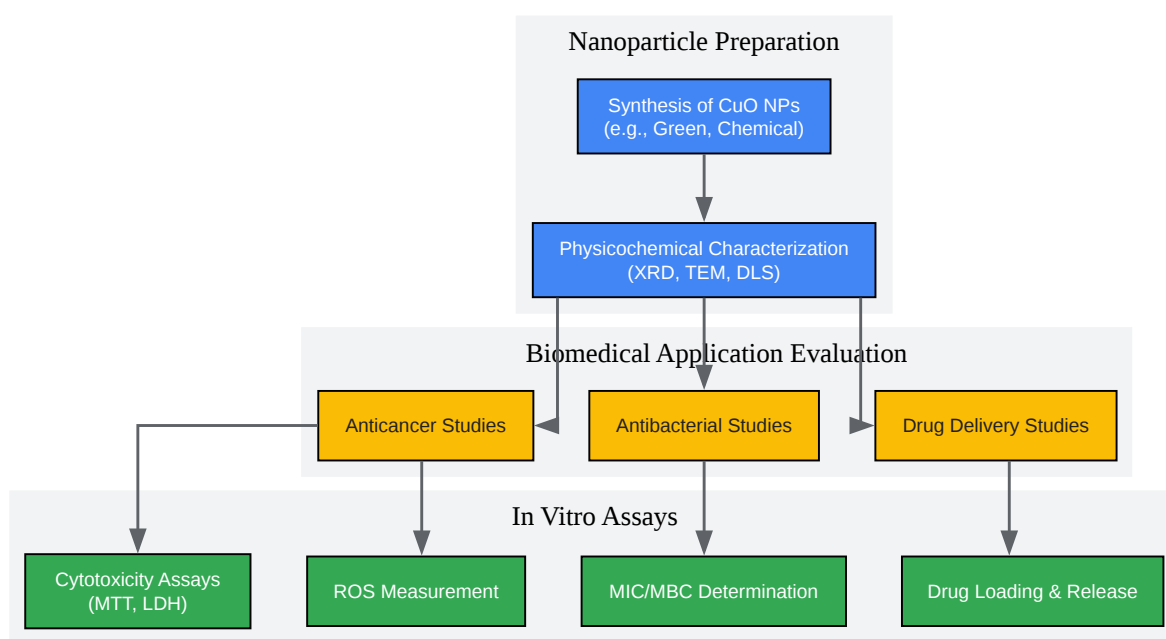 Nanoparticle Preparation
Synthesis of CuO NPs
(e.g., Green, Chemical)
Physicochemical Characterization
(XRD, TEM, DLS)
Biomedical Application Evaluation
Anticancer Studies
Antibacterial Studies
Drug Delivery Studies
In Vitro Assays
Cytotoxicity Assays
(MTT, LDH)
ROS Measurement
MIC/MBC Determination
Drug Loading & Release